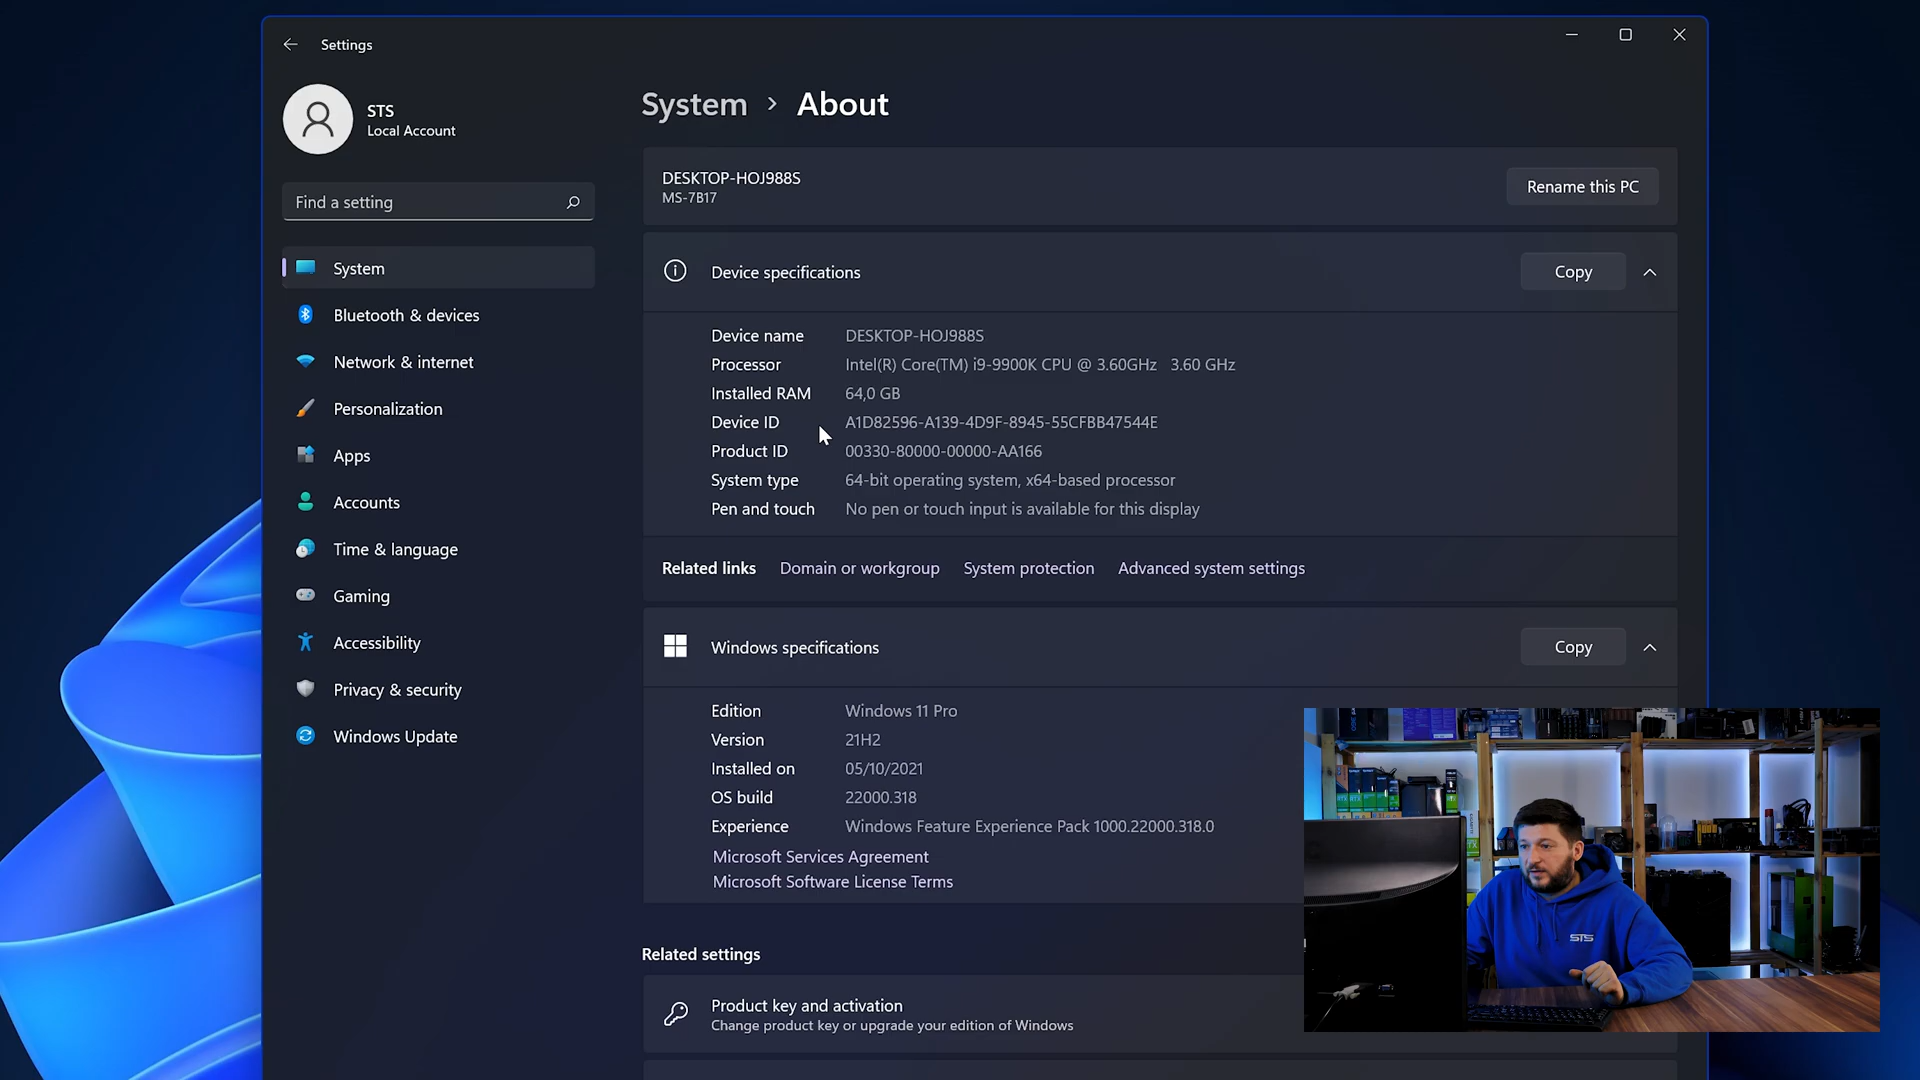 Settings
STS
Local Account
Find a setting
System
Bluetooth & devices
Network & internet
Personalization
Apps
Accounts
Time & language
Gaming
Accessibility
Privacy & security
Windows Update
System > About
DESKTOP-HOJ988S
MS-7B17
Rename this PC
Device specifications
Copy
Device name DESKTOP-HOJ988S
Processor Intel(R) Core(TM) i9-9900K CPU @ 3.60GHz 3.60 GHz
Installed RAM 64,0 GB
Device ID A1D82596-A139-4D9F-8945-55CFBB47544E
Product ID 00330-80000-00000-AA166
System type 64-bit operating system, x64-based processor
Pen and touch No pen or touch input is available for this display
Related links Domain or workgroup System protection Advanced system settings
Windows specifications
Copy
Edition Windows 11 Pro
Version 21H2
Installed on 05/10/2021
OS build 22000.318
Experience Windows Feature Experience Pack 1000.22000.318.0
Microsoft Services Agreement
Microsoft Software License Terms
Related settings
Product key and activation
Change product key or upgrade your edition of Windows
STS